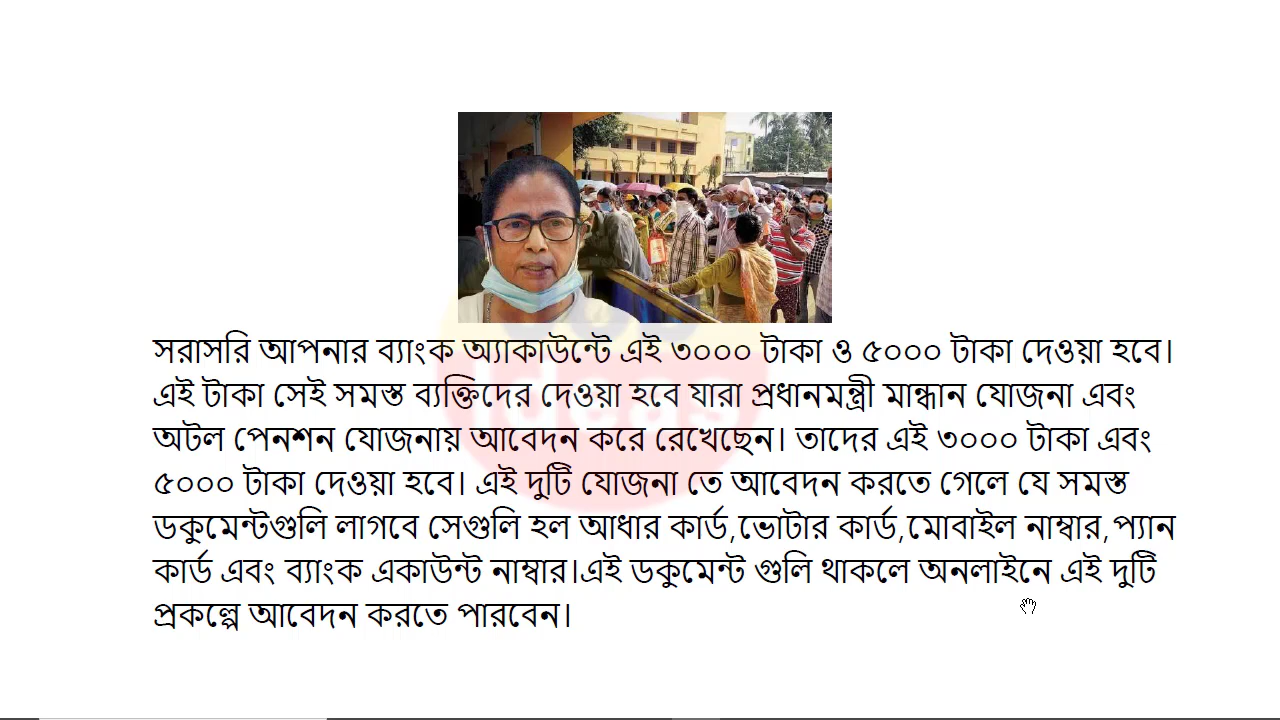 সরাসরি আপনার ব্যাংক অ্যাকাউন্টে এই ৩০০০ টাকা ও ৫০০০ টাকা দেওয়া হবে।
এই টাকা সেই সমস্ত ব্যক্তিদের দেওয়া হবে যারা প্রধানমন্ত্রী মান্ধান যোজনা এবং
অটল পেনশন যোজনায় আবেদন করে রেখেছেন। তাদের এই ৩০০০ টাকা এবং
৫০০০ টাকা দেওয়া হবে। এই দুটি যোজনা তে আবেদন করতে গেলে যে সমস্ত
ডকুমেন্টগুলি লাগবে সেগুলি হল আধার কার্ড,ভোটার কার্ড,মোবাইল নাম্বার,প্যান
কার্ড এবং ব্যাংক একাউন্ট নাম্বার।এই ডকুমেন্ট গুলি থাকলে অনলাইনে এই দুটি
প্রকল্পে আবেদন করতে পারবেন।
ideas